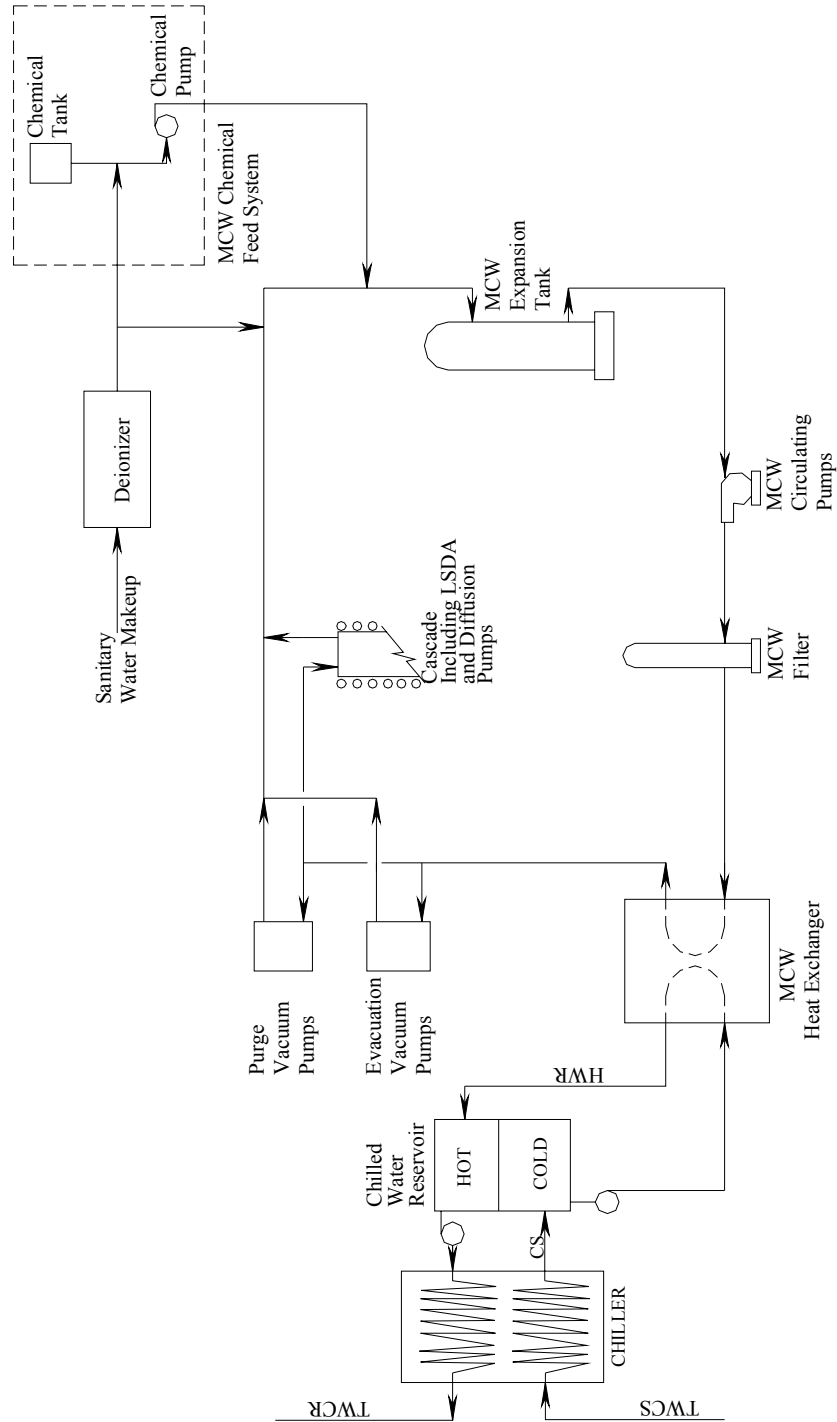 Chemical
Tank
Chemical
Pump
MCW Chemical
Feed System
Deionizer
Sanitary
Water Makeup
MCW
Expansion
Tank
Cascade
Including LSDA
and Diffusion
Pumps
MCW
Circulating
Pumps
MCW
Filter
Purge
Vacuum
Pumps
Evacuation
Vacuum
Pumps
MCW
Heat Exchanger
HWR
Chilled
Water
Reservoir
HOT
COLD
CS
CHILLER
TWCR
TWCS